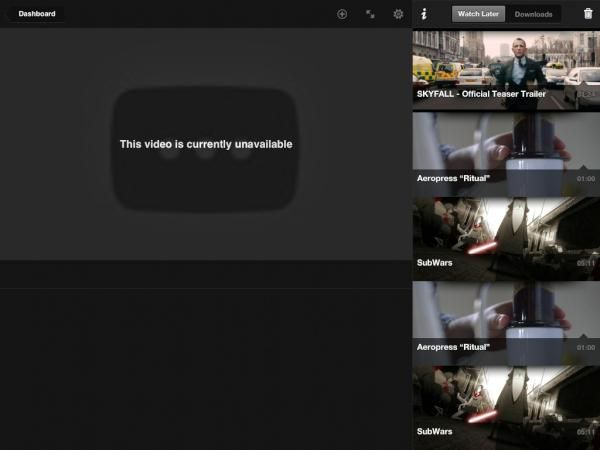 Dashboard
Watch Later
Downloads
This video is currently unavailable
SKYFALL - Official Teaser Trailer
Aeropress “Ritual”
01:00
SubWars
05:11
Aeropress “Ritual”
01:00
SubWars
05:11